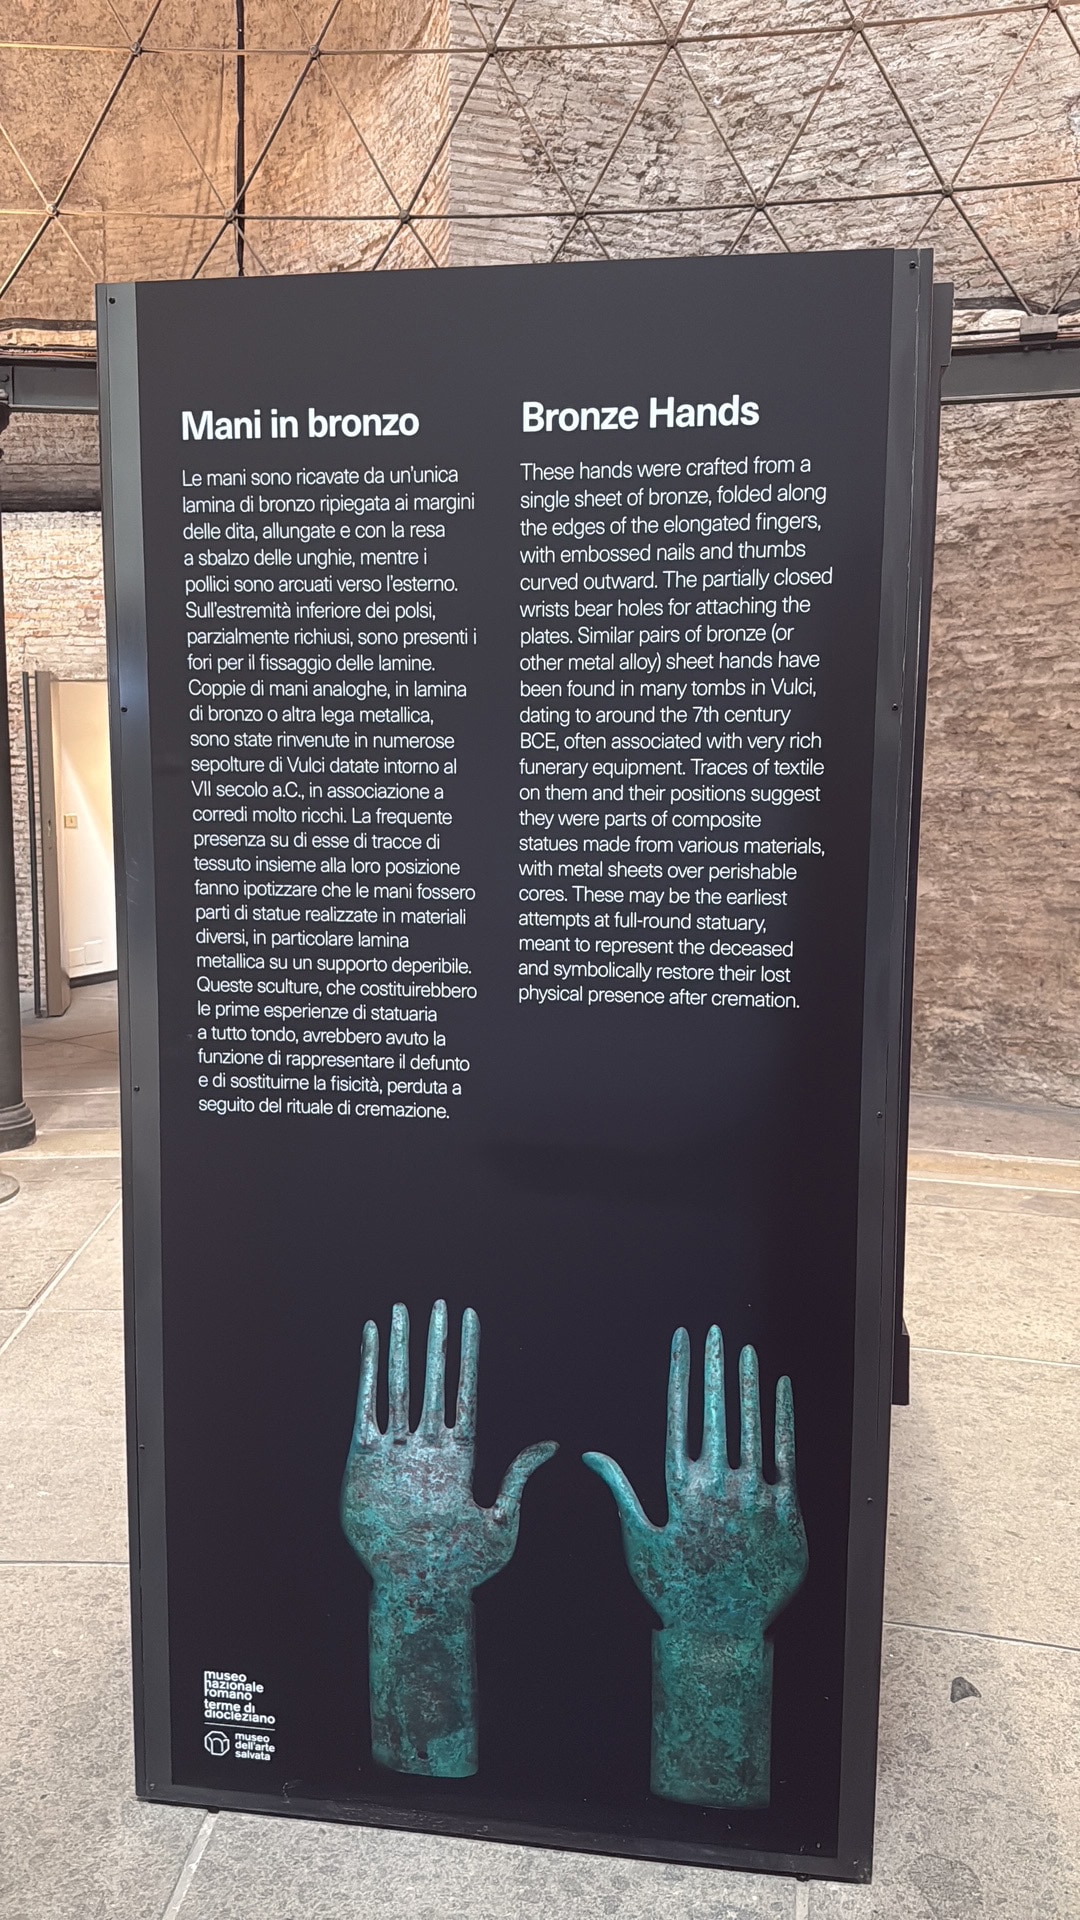 Mani in bronzo
Le mani sono ricavate da un'unica
lamina di bronzo ripiegata ai margini
delle dita, allungate e con la resa
a sbalzo delle unghie, mentre i
pollici sono arcuati verso l'esterno.
Sull'estremità inferiore dei polsi,
parzialmente richiusi, sono presenti i
fori per il fissaggio delle lamine.
Coppie di mani analoghe, in lamina
di bronzo o altra lega metallica,
sono state rinvenute in numerose
sepolture di Vulci datate intorno al
VII secolo a.C., in associazione a
corredi molto ricchi. La frequente
presenza su di esse di tracce di
tessuto insieme alla loro posizione
fanno ipotizzare che le mani fossero
parti di statue realizzate in materiali
diversi, in particolare lamina
metallica su un supporto deperibile.
Queste sculture, che costituirebbero
le prime esperienze di statuaria
a tutto tondo, avrebbero avuto la
funzione di rappresentare il defunto
e di sostituirne la fisicità, perduta a
seguito del rituale di cremazione.
Bronze Hands
These hands were crafted from a
single sheet of bronze, folded along
the edges of the elongated fingers,
with embossed nails and thumbs
curved outward. The partially closed
wrists bear holes for attaching the
plates. Similar pairs of bronze (or
other metal alloy) sheet hands have
been found in many tombs in Vulci,
dating to around the 7th century
BCE, often associated with very rich
funerary equipment. Traces of textile
on them and their positions suggest
they were parts of composite
statues made from various materials,
with metal sheets over perishable
cores. These may be the earliest
attempts at full-round statuary,
meant to represent the deceased
and symbolically restore their lost
physical presence after cremation.
museo
nazionale
romano
terme di
diocleziano
museo
dell'arte
salvata